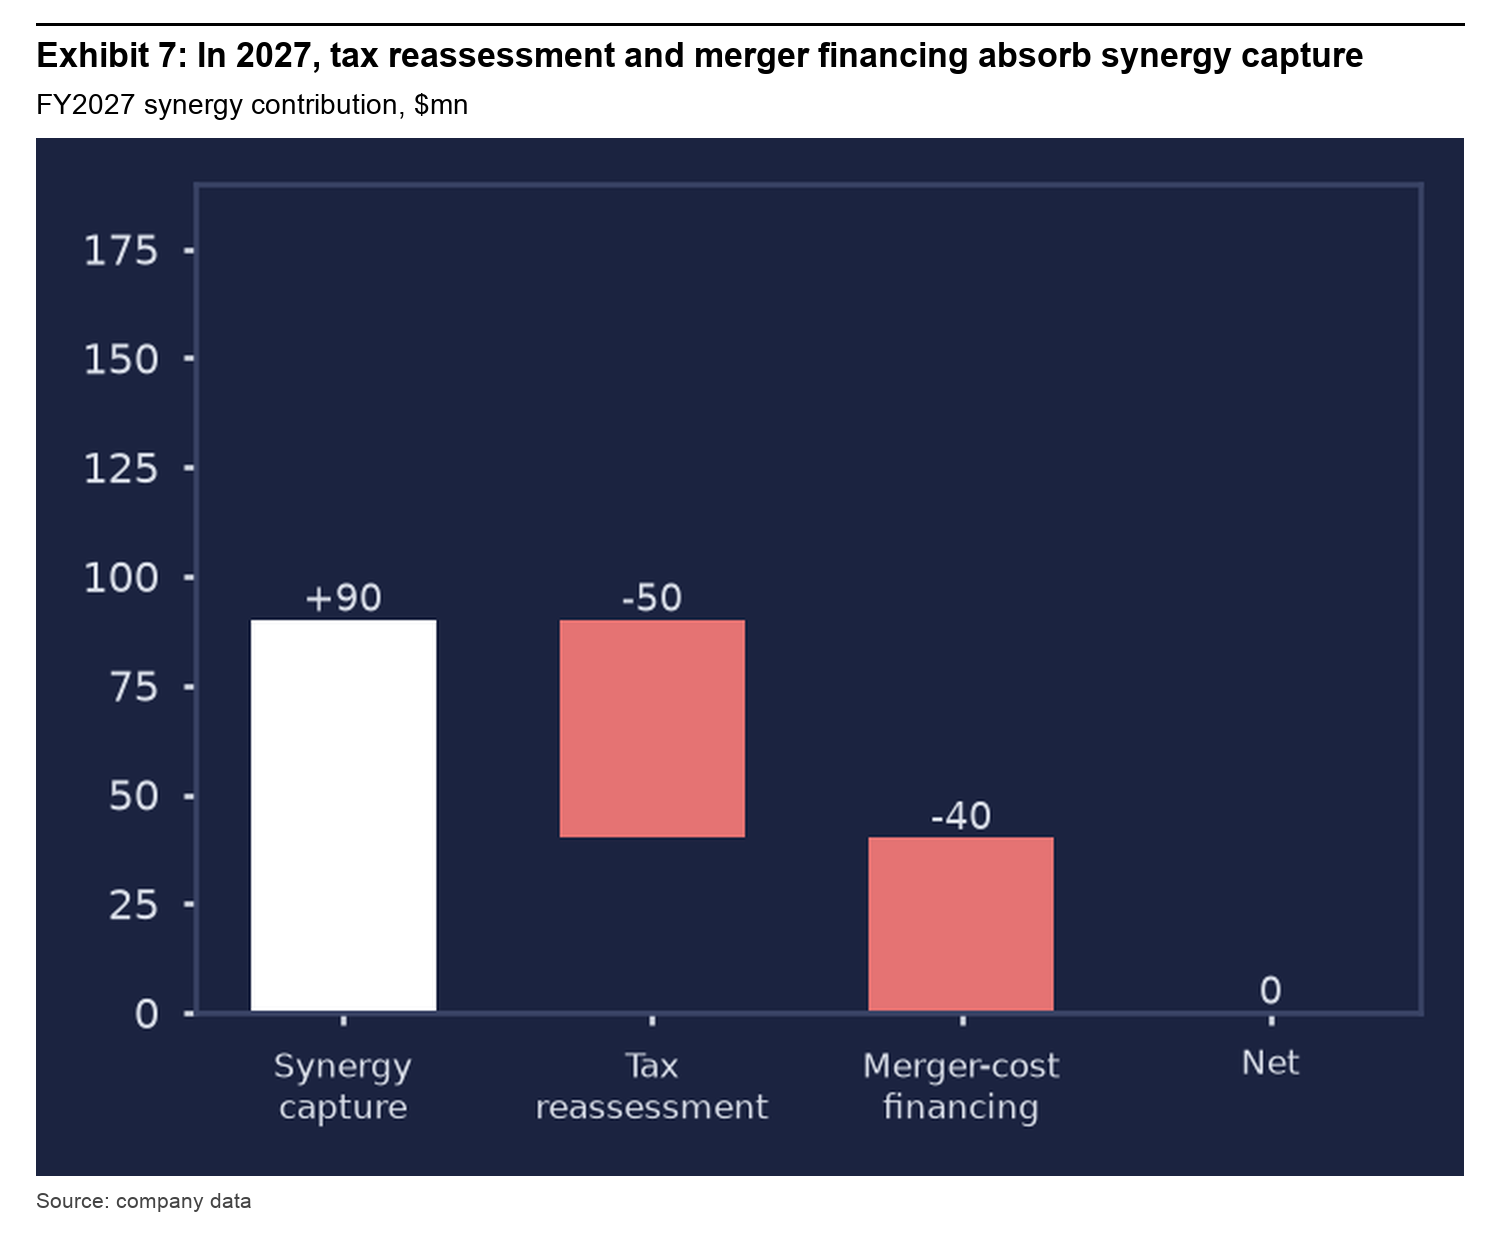 Exhibit 7: In 2027, tax reassessment and merger financing absorb synergy capture
FY2027 synergy contribution, $mn
175
150
125
100
75
50
25
0
+90
-50
-40
0
Synergy
capture
Tax
reassessment
Merger-cost
financing
Net
Source: company data